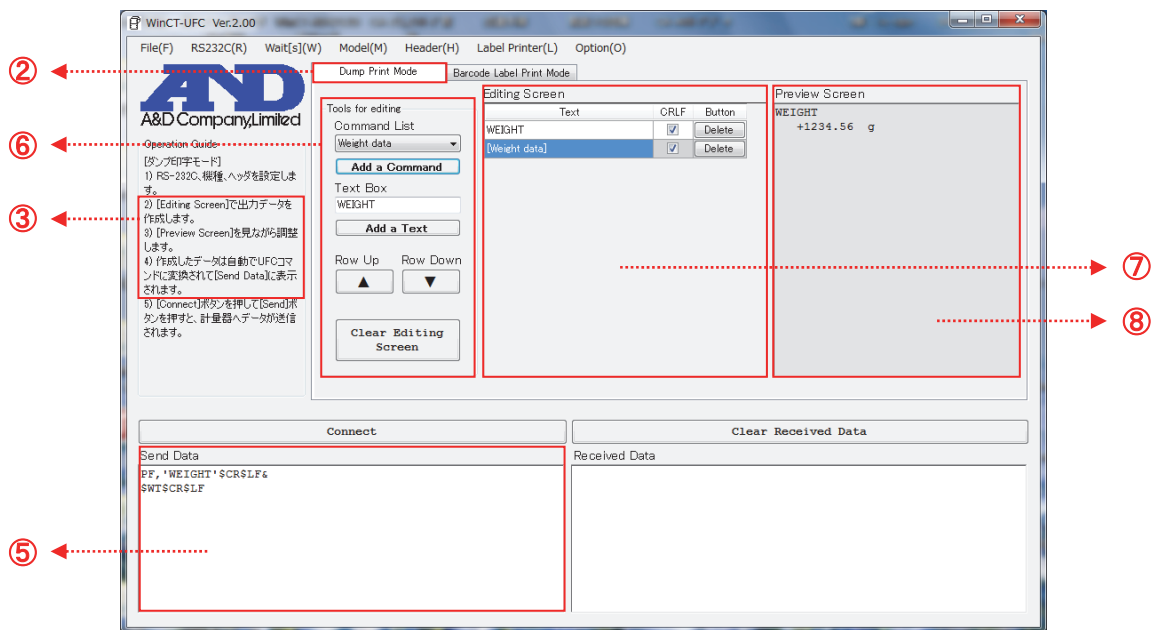 WinCT-UFC Ver.2.00
File(F) RS232C(R) Wait[s](W) Model(M) Header(H) Label Printer(L) Option(O)
② Dump Print Mode Barcode Label Print Mode
AND
A&D Company,Limited
Operation Guide
[ダンプ印字モード]
1) RS-232C、機種、ヘッダを設定しま
す。
2) [Editing Screen]で出力データを
作成します。
3) [Preview Screen]を見ながら調整
します。
4) 作成したデータは自動でUFCコマ
ンドに変換されて[Send Data]に表示
されます。
5) [Connect]ボタンを押して[Send]ボ
タンを押すと、計量器へデータが送信
されます。
③
⑥
Tools for editing
Command List
Weight data
Add a Command
Text Box
WEIGHT
Add a Text
Row Up Row Down
▲ ▼
Clear Editing
Screen
Editing Screen
Text CRLF Button
WEIGHT Delete
[Weight data] Delete
⑦
Preview Screen
WEIGHT
+1234.56 g
⑧
Connect Clear Received Data
Send Data
PF,'WEIGHT'$CR$LF&
$WT$CR$LF
⑤
Received Data